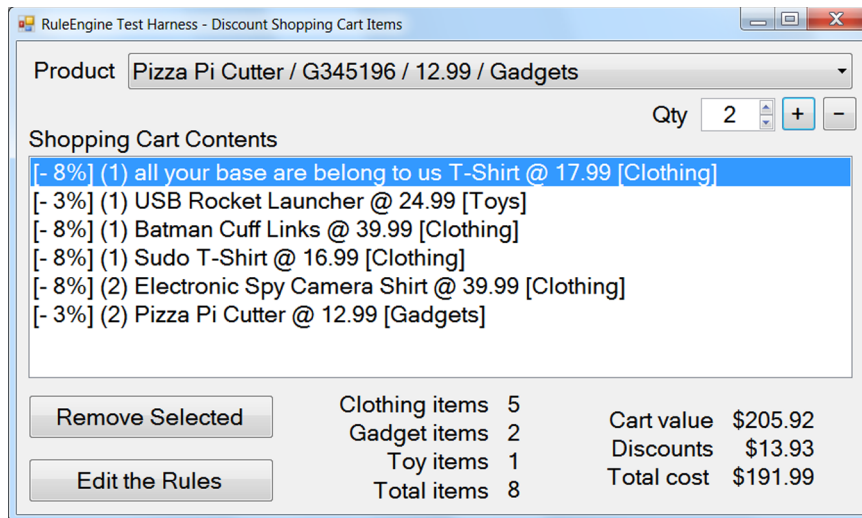 RuleEngine Test Harness - Discount Shopping Cart Items
Product Pizza Pi Cutter / G345196 / 12.99 / Gadgets
Qty 2 + -
Shopping Cart Contents
[- 8%] (1) all your base are belong to us T-Shirt @ 17.99 [Clothing]
[- 3%] (1) USB Rocket Launcher @ 24.99 [Toys]
[- 8%] (1) Batman Cuff Links @ 39.99 [Clothing]
[- 8%] (1) Sudo T-Shirt @ 16.99 [Clothing]
[- 8%] (2) Electronic Spy Camera Shirt @ 39.99 [Clothing]
[- 3%] (2) Pizza Pi Cutter @ 12.99 [Gadgets]
Remove Selected
Edit the Rules
Clothing items 5
Gadget items 2
Toy items 1
Total items 8
Cart value $205.92
Discounts $13.93
Total cost $191.99